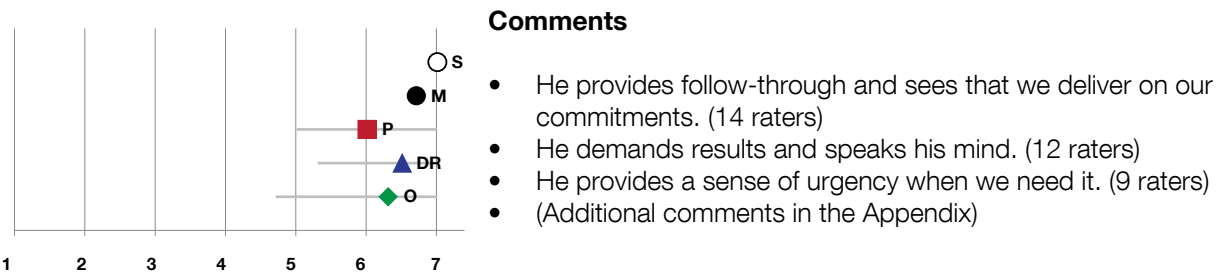 Comments
S
M
P
DR
O
1 2 3 4 5 6 7
• He provides follow-through and sees that we deliver on our
commitments. (14 raters)
• He demands results and speaks his mind. (12 raters)
• He provides a sense of urgency when we need it. (9 raters)
• (Additional comments in the Appendix)